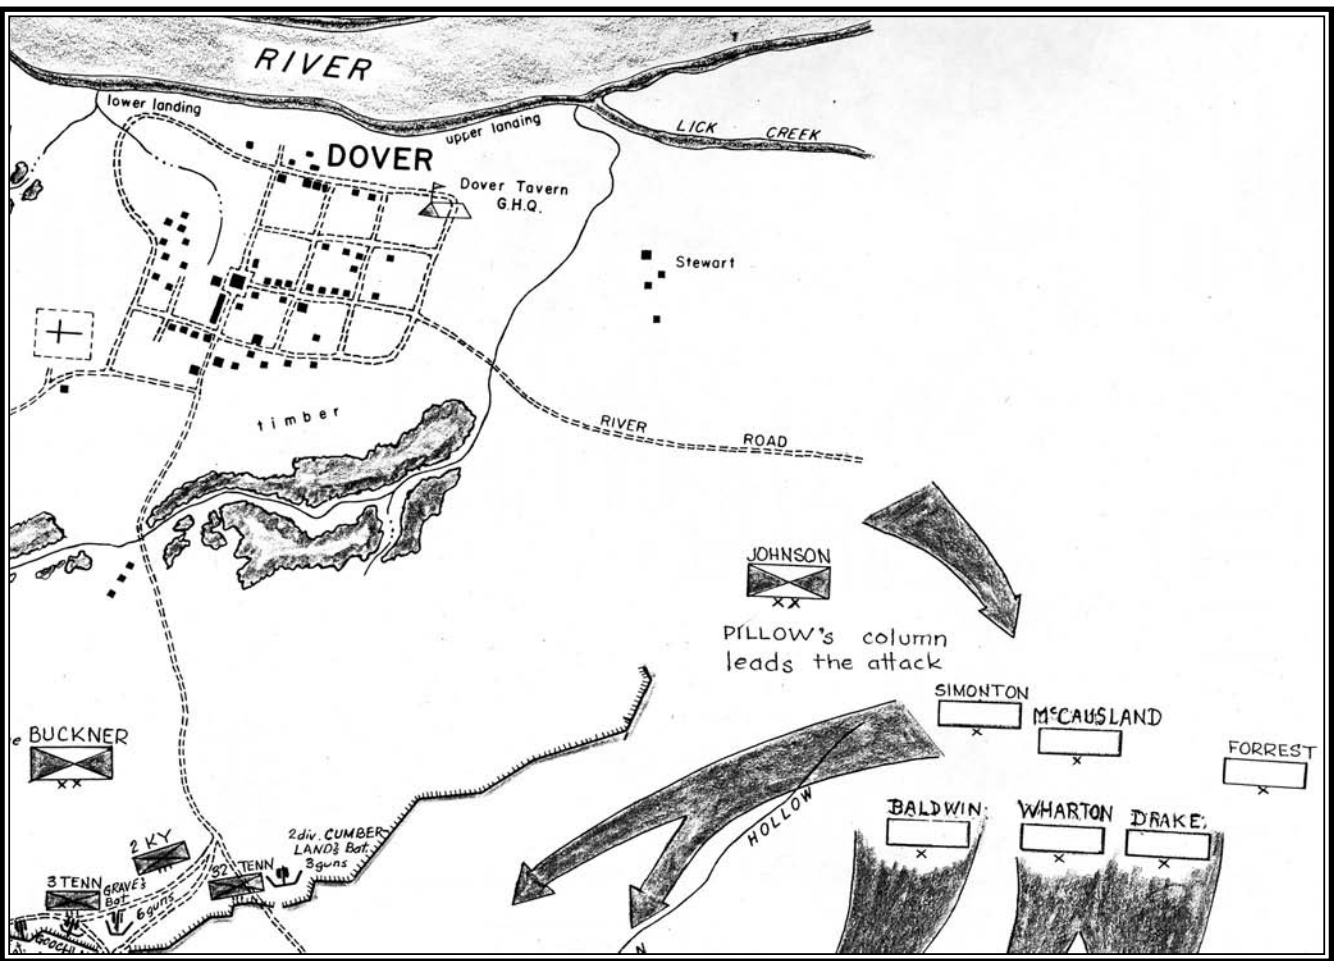 RIVER
lower landing
upper landing
LICK CREEK
DOVER
Dover Tavern
G.H.Q.
Stewart
timber
RIVER ROAD
JOHNSON
PILLOW's column
leads the attack
SIMONTON
McCAUSLAND
BUCKNER
FORREST
HOLLOW
BALDWIN
WHARTON
DRAKE
2 KY
2 div. CUMBER
LAND's Bat.
3 guns
32 TENN
3 TENN
GRAVE's
Bat.
6 guns